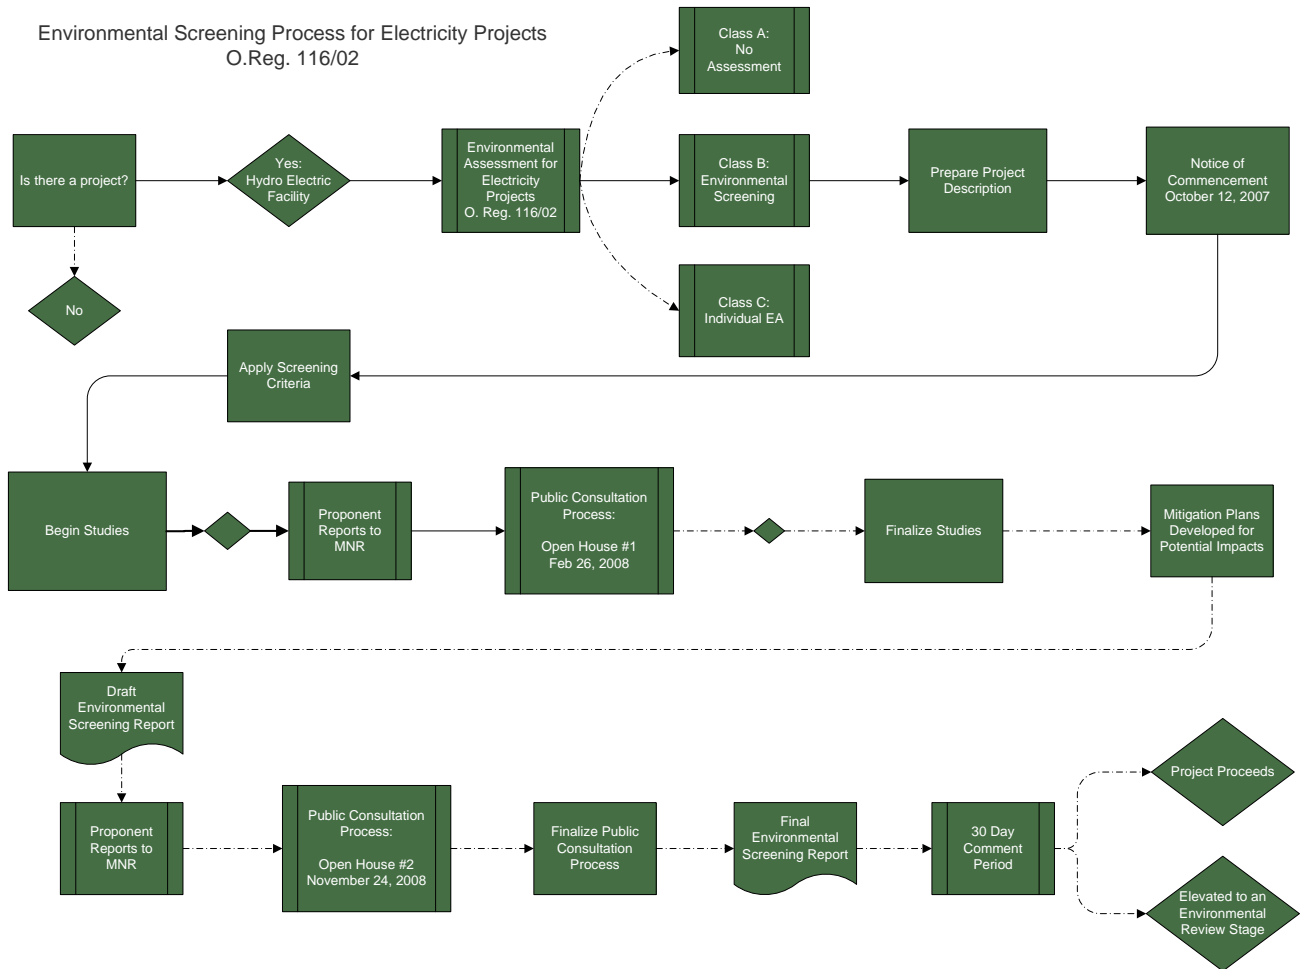 Environmental Screening Process for Electricity Projects
O.Reg. 116/02
Class A:
No
Assessment
Is there a project?
Yes:
Hydro Electric
Facility
Environmental
Assessment for
Electricity
Projects
O. Reg. 116/02
Class B:
Environmental
Screening
Prepare Project
Description
Notice of
Commencement
October 12, 2007
No
Class C:
Individual EA
Apply Screening
Criteria
Begin Studies
Proponent
Reports to
MNR
Public Consultation
Process:
Open House #1
Feb 26, 2008
Finalize Studies
Mitigation Plans
Developed for
Potential Impacts
Draft
Environmental
Screening Report
Proponent
Reports to
MNR
Public Consultation
Process:
Open House #2
November 24, 2008
Finalize Public
Consultation
Process
Final
Environmental
Screening Report
30 Day
Comment
Period
Project Proceeds
Elevated to an
Environmental
Review Stage